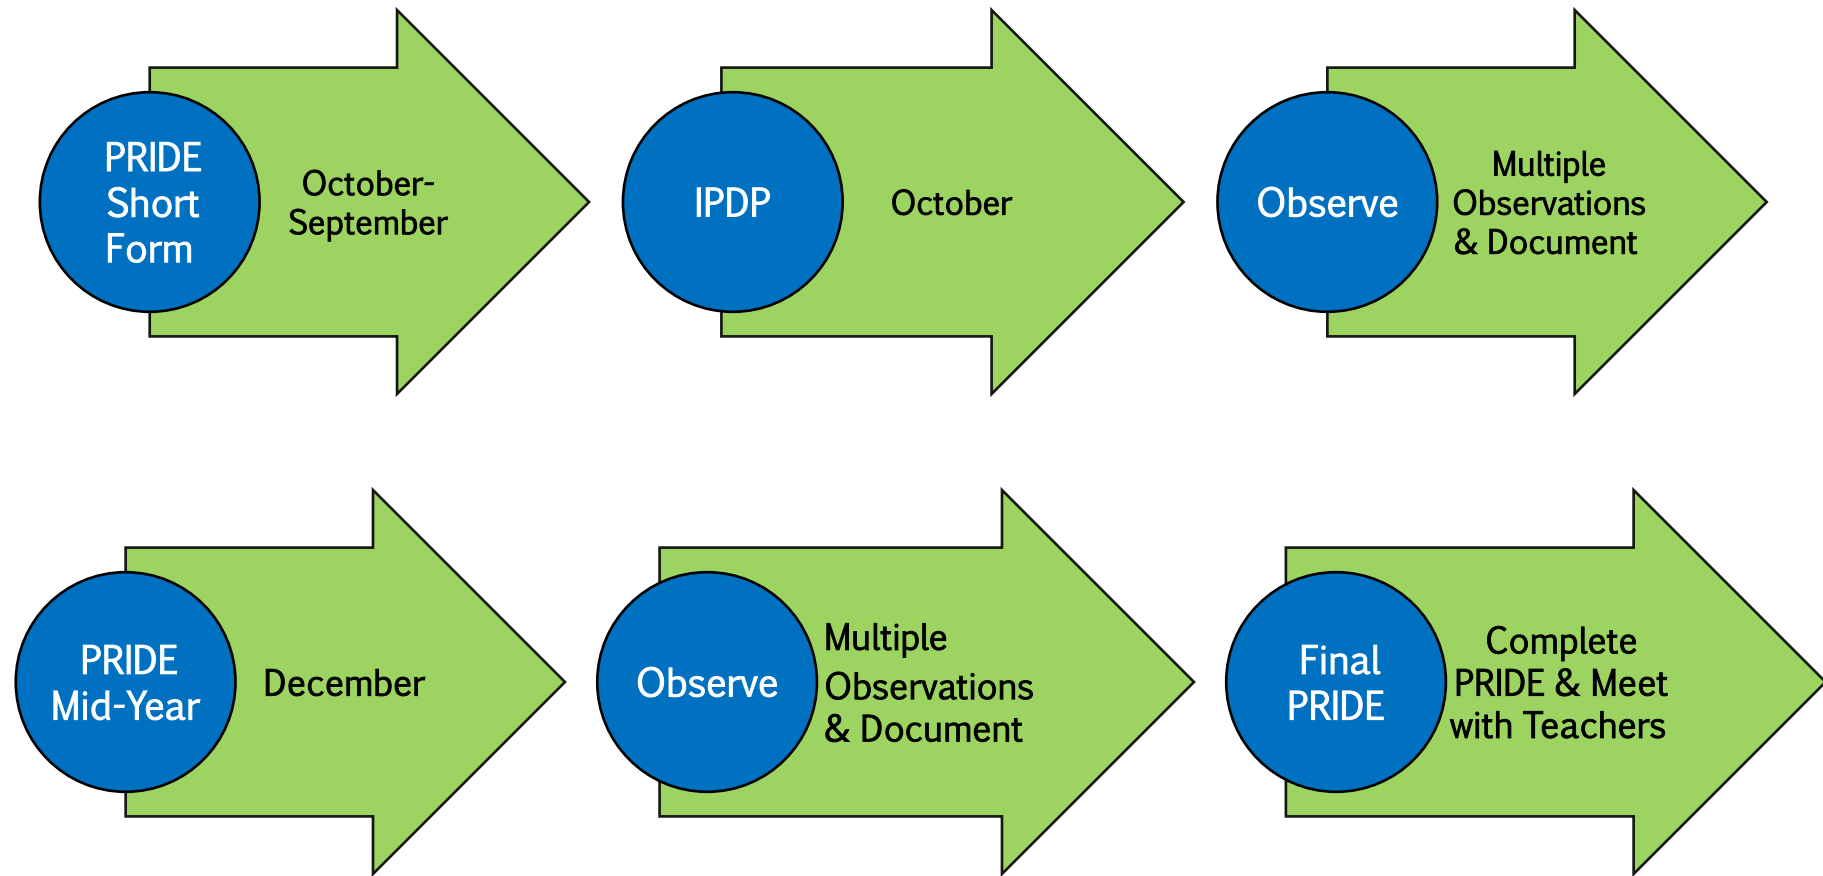 PRIDE
Short
Form
October-
September
IPDP
October
Observe
Multiple
Observations
& Document
PRIDE
Mid-Year
December
Observe
Multiple
Observations
& Document
Final
PRIDE
Complete
PRIDE & Meet
with Teachers